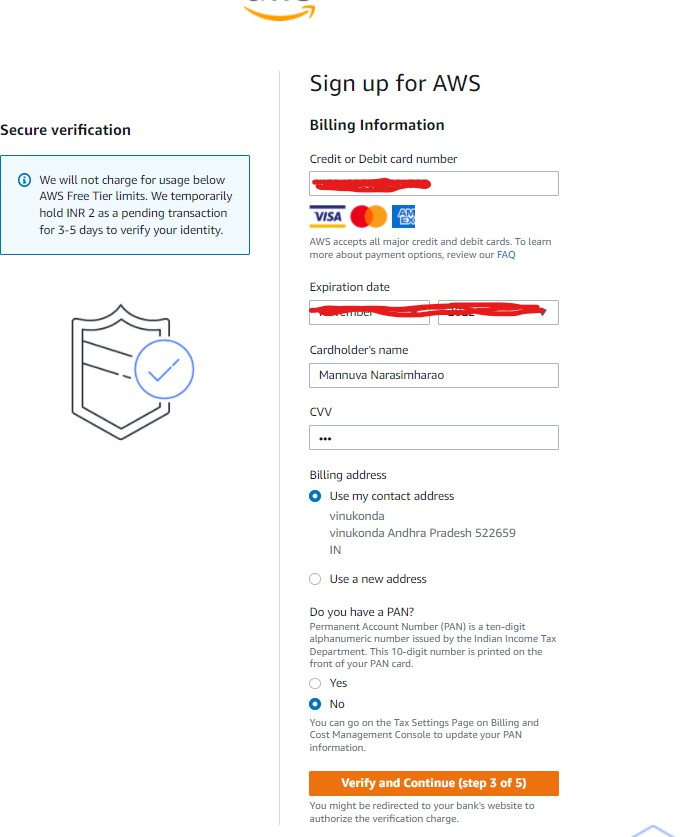 Sign up for AWS
Secure verification
We will not charge for usage below
AWS Free Tier limits. We temporarily
hold INR 2 as a pending transaction
for 3-5 days to verify your identity.
Billing Information
Credit or Debit card number
VISA
AM
EX
AWS accepts all major credit and debit cards. To learn
more about payment options, review our FAQ
Expiration date
Cardholder's name
Mannuva Narasimharao
CVV
•••
Billing address
Use my contact address
vinukonda
vinukonda Andhra Pradesh 522659
IN
Use a new address
Do you have a PAN?
Permanent Account Number (PAN) is a ten-digit
alphanumeric number issued by the Indian Income Tax
Department. This 10-digit number is printed on the
front of your PAN card.
Yes
No
You can go on the Tax Settings Page on Billing and
Cost Management Console to update your PAN
information.
Verify and Continue (step 3 of 5)
You might be redirected to your bank's website to
authorize the verification charge.